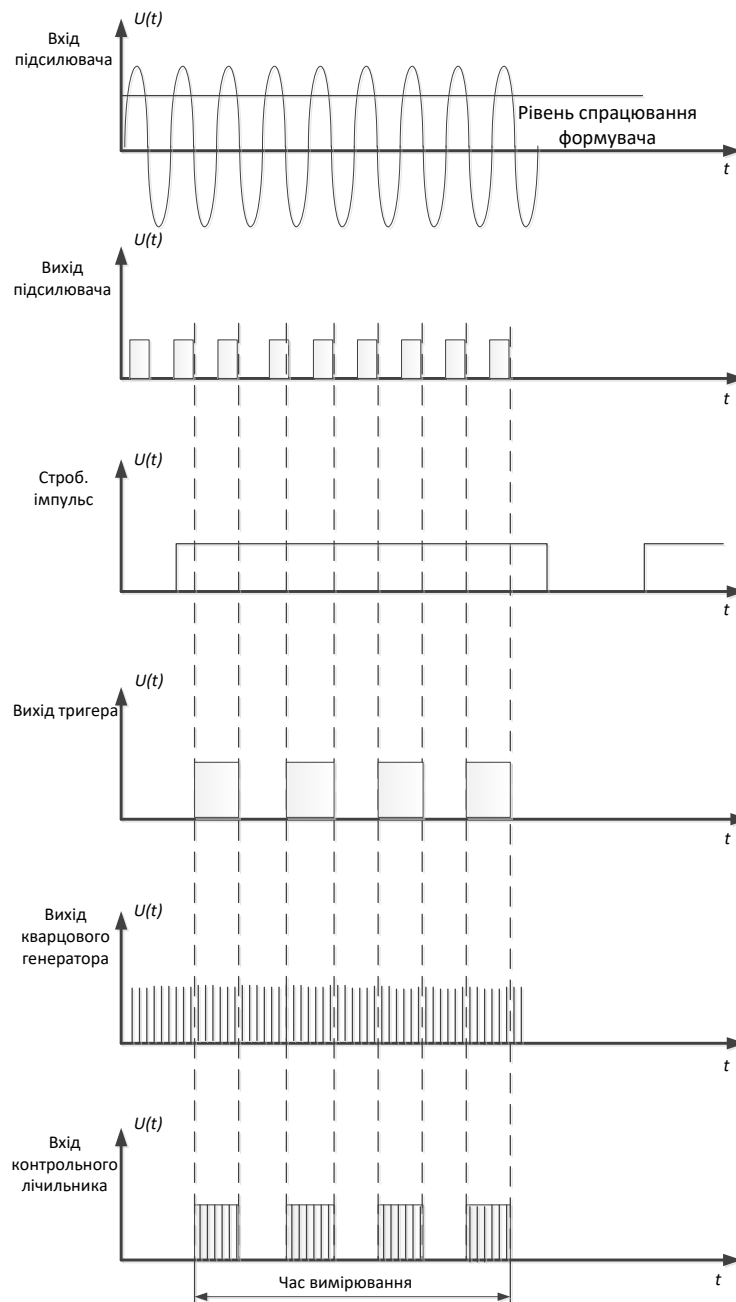 U(t)
Вхід
підсилювача
Рівень спрацювання
формувача
t
U(t)
Вихід
підсилювача
t
U(t)
Строб.
імпульс
t
U(t)
Вихід тригера
t
U(t)
Вихід
кварцового
генератора
t
U(t)
Вхід
контрольного
лічильника
Час вимірювання
t